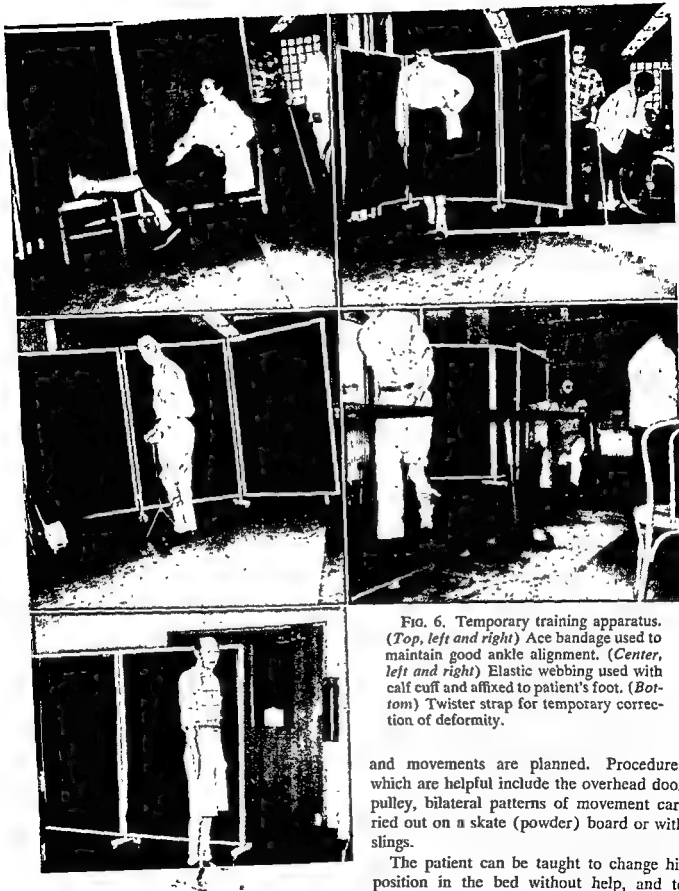 FIG. 6. Temporary training apparatus.
(Top, left and right) Ace bandage used to
maintain good ankle alignment. (Center,
left and right) Elastic webbing used with
calf cuff and affixed to patient's foot. (Bot-
tom) Twister strap for temporary correc-
tion of deformity.
and movements are planned. Procedure
which are helpful include the overhead doo
pulley, bilateral patterns of movement car
ried out on a skate (powder) board or with
slings.
The patient can be taught to change hi
position in the bed without help, and t